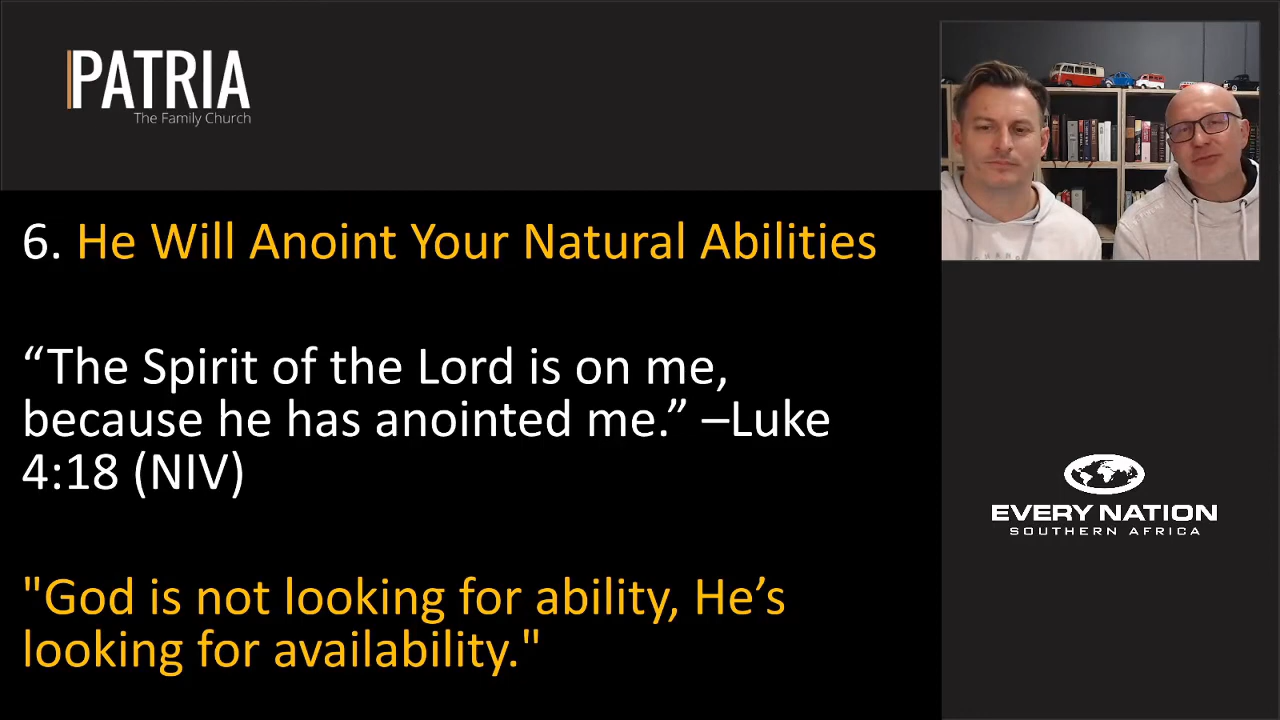 PATRIA
The Family Church
6. He Will Anoint Your Natural Abilities
“The Spirit of the Lord is on me,
because he has anointed me.” –Luke
4:18 (NIV)
"God is not looking for ability, He’s
looking for availability."
EVERY NATION
SOUTHERN AFRICA